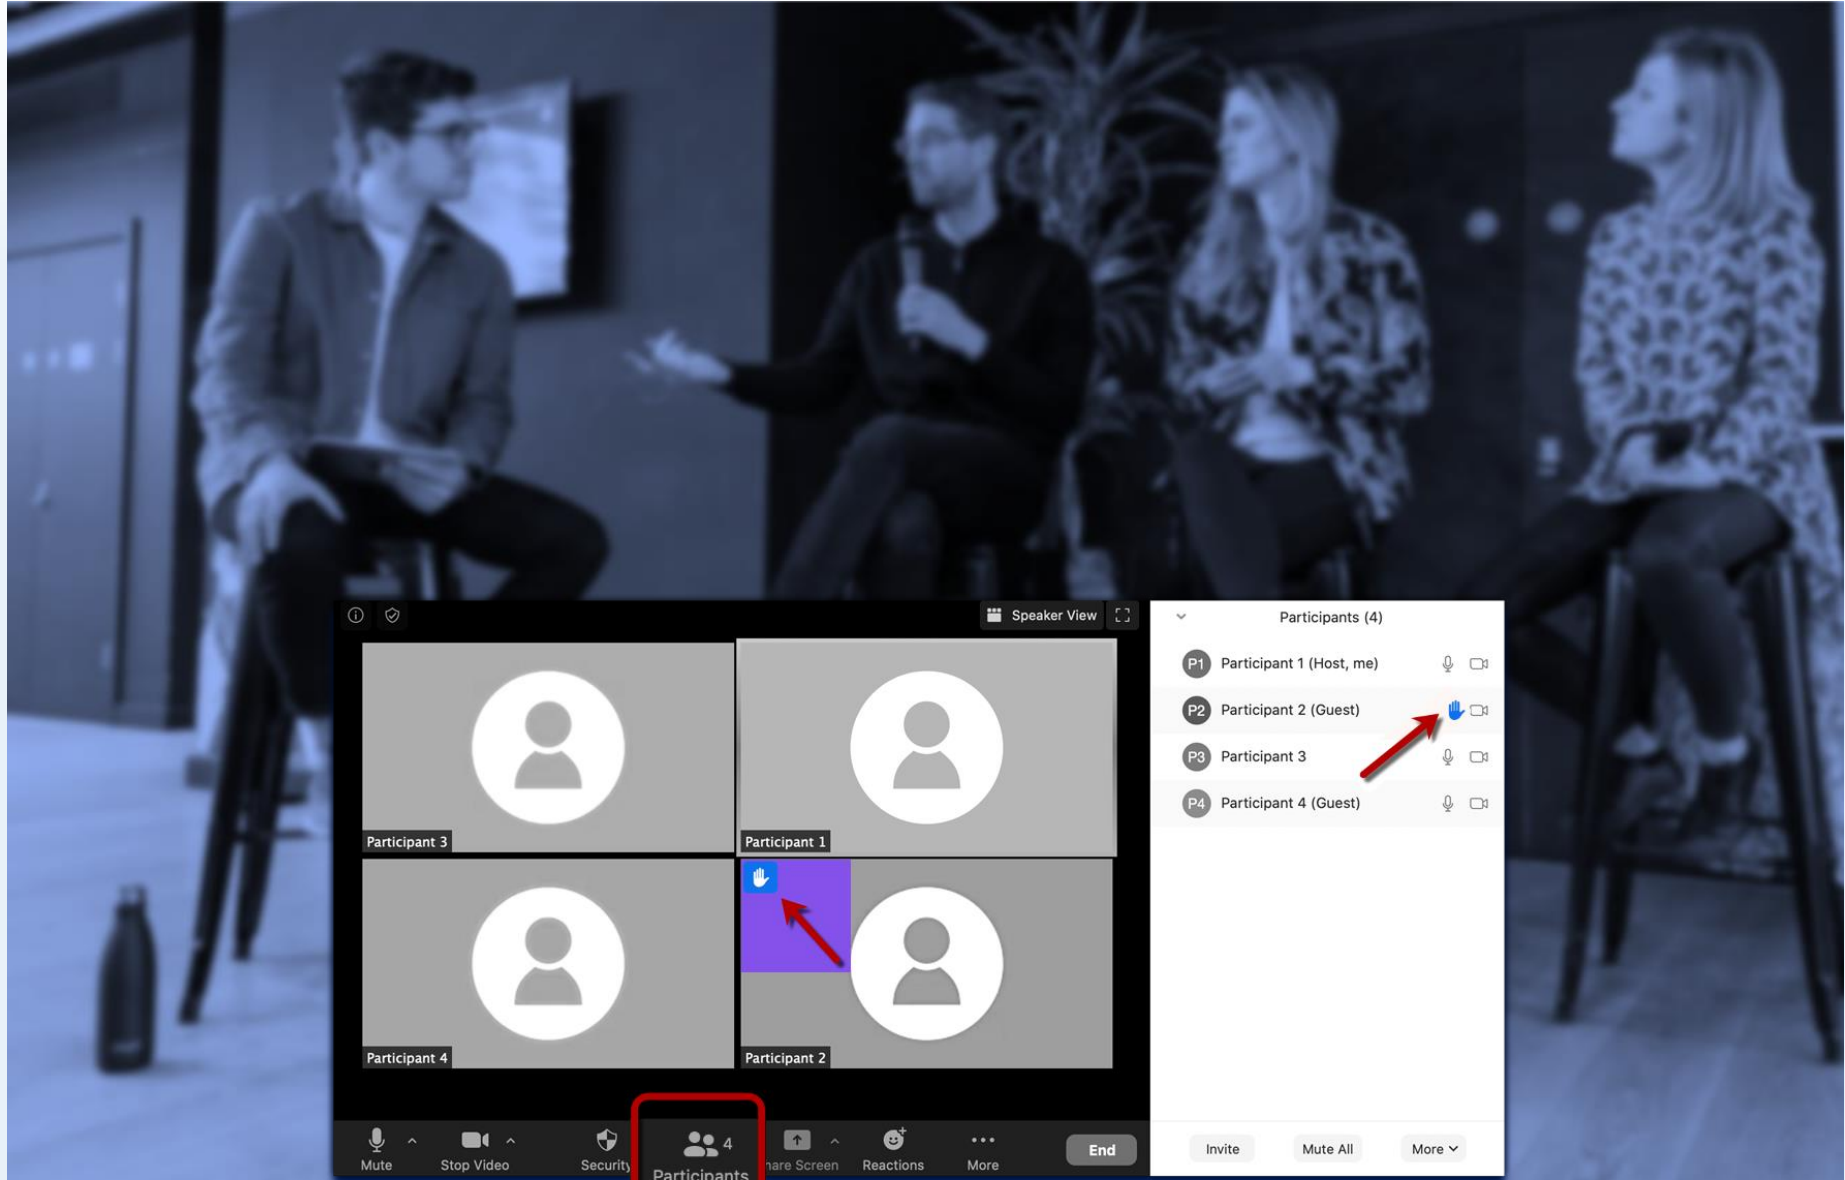 Speaker View
Participant 3
Participant 1
Participant 4
Participant 2
Mute
Stop Video
Security
4
Participants
hare Screen
Reactions
More
End
Participants (4)
P1 Participant 1 (Host, me)
P2 Participant 2 (Guest)
P3 Participant 3
P4 Participant 4 (Guest)
Invite
Mute All
More